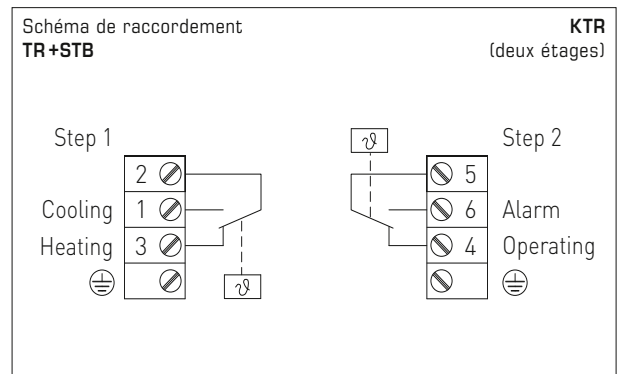 Schéma de raccordement
TR+STB
KTR
(deux étages)
Step 1
2
Cooling 1
Heating 3
ϑ
ϑ
Step 2
5
6 Alarm
4 Operating